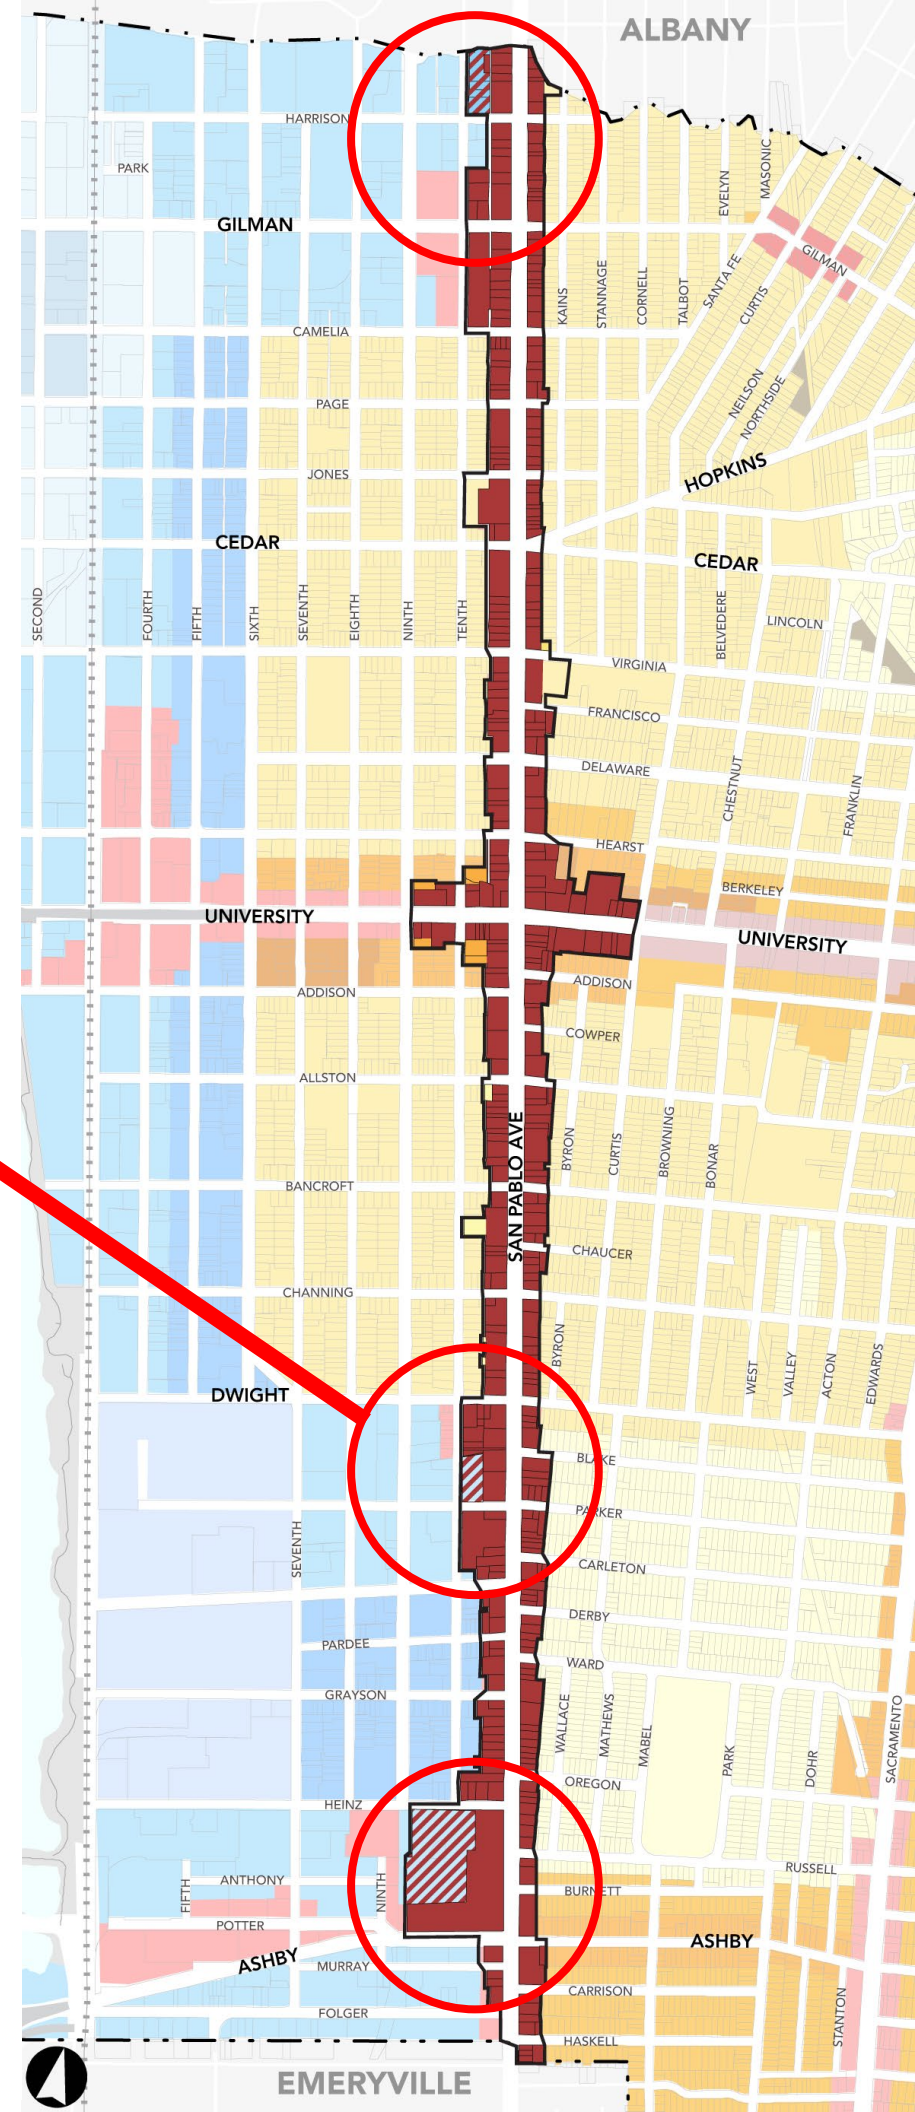 ALBANY
HARRISON
PARK
MASONIC
EVELYN
GILMAN
GILMAN
SANTA FE
KAINS
STANNAGE
CORNELL
TALBOT
CURTIS
CAMELIA
NEILSON
NORTHSIDE
PAGE
HOPKINS
JONES
CEDAR
CEDAR
SECOND
FOURTH
FIFTH
SIXTH
SEVENTH
EIGHTH
NINTH
TENTH
BELVEDERE
LINCOLN
VIRGINIA
FRANCISCO
DELAWARE
CHESTNUT
FRANKLIN
HEARST
BERKELEY
UNIVERSITY
UNIVERSITY
ADDISON
ADDISON
COWPER
ALLSTON
SAN PABLO AVE
BYRON
CURTIS
BROWNING
BONAR
BANCROFT
CHAUCER
CHANNING
BYRON
WEST
VALLEY
ACTON
EDWARDS
DWIGHT
BLAKE
PARKER
SEVENTH
CARLETON
DERBY
PARDEE
WARD
GRAYSON
WALLACE
MATHEWS
MABEL
PARK
DOHR
SACRAMENTO
OREGON
HEINZ
RUSSELL
FIFTH
ANTHONY
NINTH
BURNETT
POTTER
ASHBY
ASHBY
MURRAY
CARRISON
STANTON
FOLGER
HASKELL
EMERYVILLE